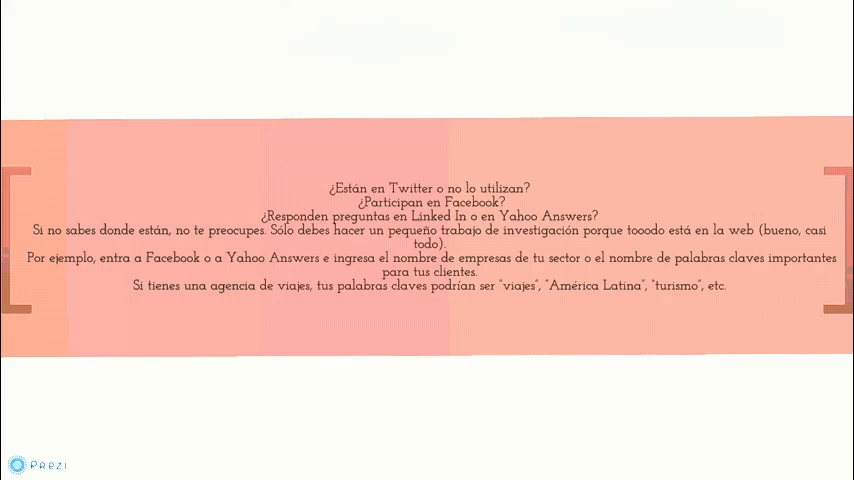 ¿Están en Twitter o no lo utilizan?
¿Participan en Facebook?
¿Responden preguntas en Linked In o en Yahoo Answers?
Si no sabes donde están, no te preocupes. Sólo debes hacer un pequeño trabajo de investigación porque tooodo está en la web (bueno, casi
todo).
Por ejemplo, entra a Facebook o a Yahoo Answers e ingresa el nombre de empresas de tu sector o el nombre de palabras claves importantes
para tus clientes.
Si tienes una agencia de viajes, tus palabras claves podrían ser "viajes", "América Latina", "turismo", etc.
Prezi